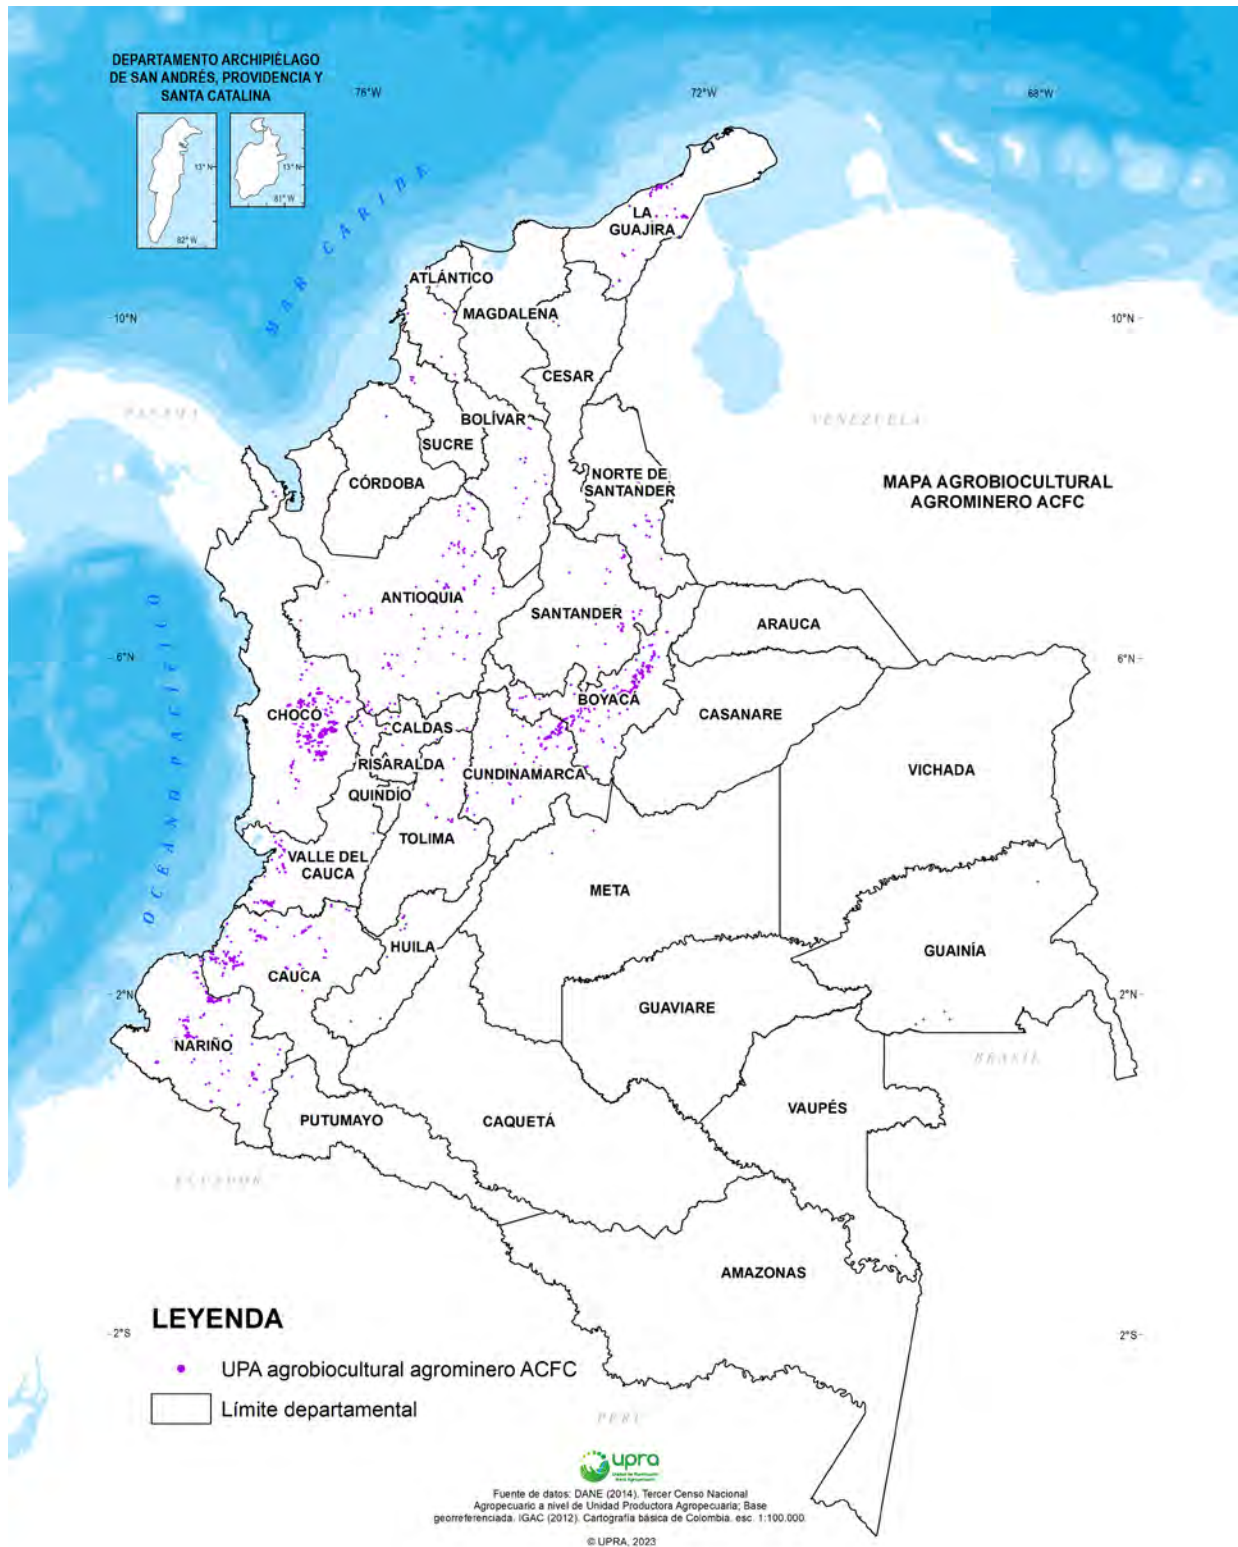 DEPARTAMENTO ARCHIPIÉLAGO
DE SAN ANDRÉS, PROVIDENCIA Y
SANTA CATALINA
76°W
72°W
68°W
13° N
13° N
81° W
82° W
MAR CARIBE
LA
GUAJIRA
ATLÁNTICO
MAGDALENA
10°N
10°N
CESAR
PANAMÁ
VENEZUELA
BOLÍVAR
SUCRE
CÓRDOBA
NORTE DE
SANTANDER
MAPA AGROBIOCULTURAL
AGROMINERO ACFC
ANTIOQUIA
SANTANDER
ARAUCA
OCÉANO PACÍFICO
6°N
6°N
CHOCÓ
BOYACÁ
CASANARE
CALDAS
RISARALDA
CUNDINAMARCA
VICHADA
QUINDÍO
TOLIMA
VALLE DEL
CAUCA
META
HUILA
GUAINÍA
CAUCA
2°N
2°N
GUAVIARE
NARIÑO
BRASIL
VAUPÉS
PUTUMAYO
CAQUETÁ
ECUADOR
AMAZONAS
LEYENDA
2°S
2°S
UPA agrobiocultural agrominero ACFC
Límite departamental
PERÚ
upra
Fuente de datos: DANE (2014). Tercer Censo Nacional
Agropecuario a nivel de Unidad Productora Agropecuaria; Base
georreferenciada. IGAC (2012). Cartografía básica de Colombia. esc. 1:100.000.
© UPRA, 2023